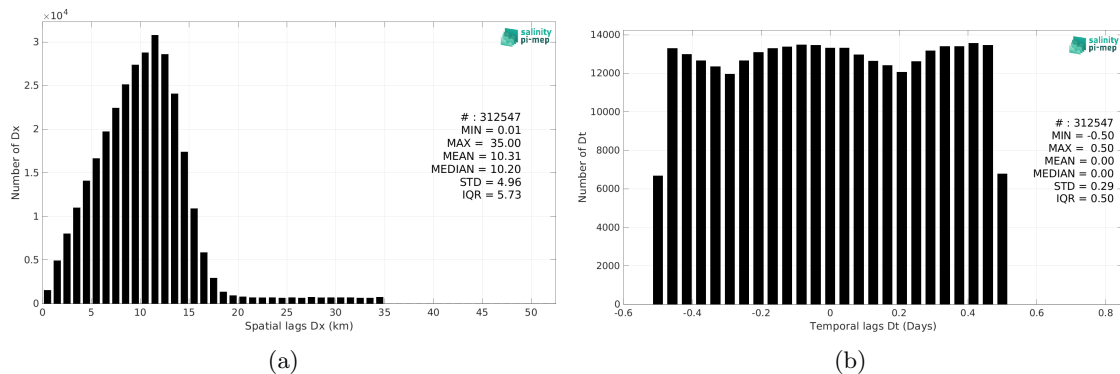 ×10⁴
3
2.5
2
1.5
1
0.5
0
Number of Dx
salinity
pi-mep
# : 312547
MIN = 0.01
MAX = 35.00
MEAN = 10.31
MEDIAN = 10.20
STD = 4.96
IQR = 5.73
0 5 10 15 20 25 30 35 40 45 50
Spatial lags Dx (km)
(a)
14000
12000
10000
8000
6000
4000
2000
0
Number of Dt
salinity
pi-mep
# : 312547
MIN = -0.50
MAX = 0.50
MEAN = 0.00
MEDIAN = 0.00
STD = 0.29
IQR = 0.50
-0.6 -0.4 -0.2 0 0.2 0.4 0.6 0.8
Temporal lags Dt (Days)
(b)